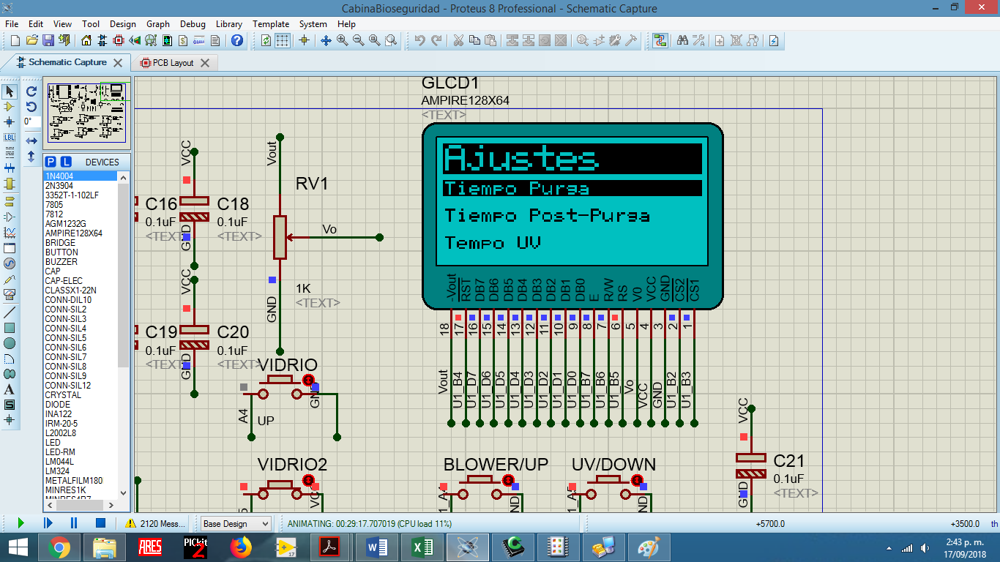 CabinaBioseguridad - Proteus 8 Professional - Schematic Capture
File Edit View Tool Design Graph Debug Library Template System Help
Schematic Capture
PCB Layout
0°
LBL
P L DEVICES
1N4004
2N3904
3352T-1-102LF
7805
7812
AGM1232G
AMPIRE128X64
BRIDGE
BUTTON
BUZZER
CAP
CAP-ELEC
CLASSX1-22N
CONN-DIL10
CONN-SIL2
CONN-SIL3
CONN-SIL4
CONN-SIL5
CONN-SIL6
CONN-SIL7
CONN-SIL8
CONN-SIL9
CONN-SIL12
CRYSTAL
DIODE
INA122
IRM-20-5
L2002L8
LED
LED-RM
LM044L
LM324
METALFILM180
MINRES1K
MINRES4R7
GLCD1
AMPIRE128X64
<TEXT>
Ajustes
Tiempo Purga
Tiempo Post-Purga
Tempo UV
-Vout RST DB7 DB6 DB5 DB4 DB3 DB2 DB1 DB0 E R/W RS V0 VCC GND CS2 CS1
18 17 16 15 14 13 12 11 10 9 8 7 6 5 4 3 2 1
Vout U1_B4 U1_D7 U1_D6 U1_D5 U1_D4 U1_D3 U1_D2 U1_D1 U1_D0 U1_B7 U1_B6 U1_B5 Vo VCC GND U1_B2 U1_B3
VCC
C16
0.1uF
<TEXT>
C18
0.1uF
<TEXT>
GND
Vout
RV1
Vo
1K
<TEXT>
GND
VCC
C19
0.1uF
<TEXT>
C20
0.1uF
<TEXT>
GND
VIDRIO
GND
A4
UP
VIDRIO2
VC
BLOWER/UP
1_A4
ND
UV/DOWN
1_A5
ND
VCC
C21
0.1uF
<TEXT>
GND
2120 Mess...
Base Design
ANIMATING: 00:29:17.707019 (CPU load 11%)
+5700.0
+3500.0
th
ARES
PICkit
2
17
2:43 p. m.
17/09/2018